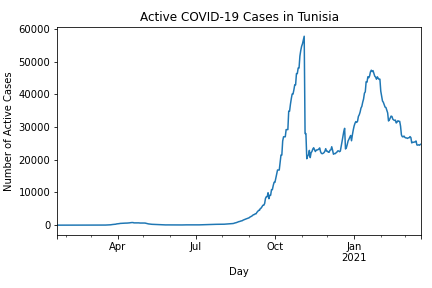 Active COVID-19 Cases in Tunisia
60000
50000
40000
30000
20000
10000
0
Number of Active Cases
Apr Jul Oct Jan
2021
Day